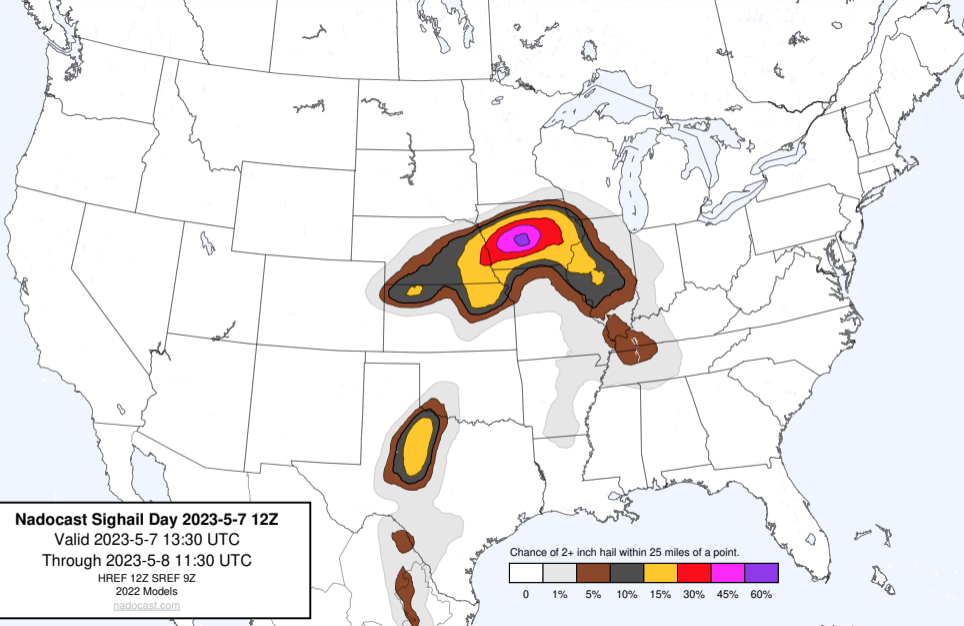 Nadocast Sighail Day 2023-5-7 12Z
Valid 2023-5-7 13:30 UTC
Through 2023-5-8 11:30 UTC
HREF 12Z SREF 9Z
2022 Models
nadocast.com
Chance of 2+ inch hail within 25 miles of a point.
0 1% 5% 10% 15% 30% 45% 60%